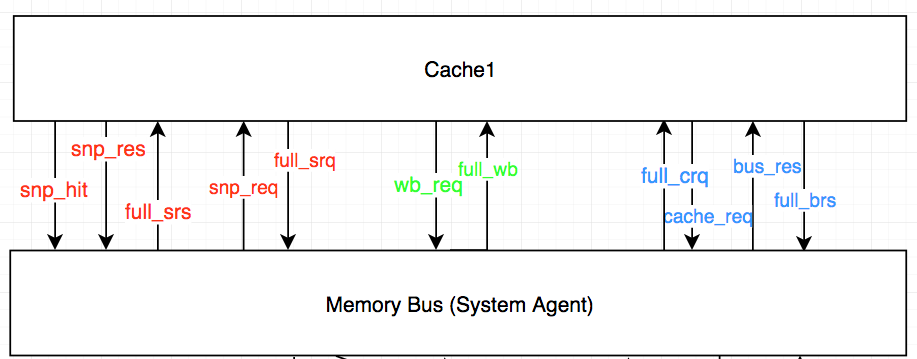 Cache1
snp_res
full_srq
full_wb
bus_res
full_crq
snp_hit
snp_req
wb_req
full_brs
full_srs
cache_req
Memory Bus (System Agent)